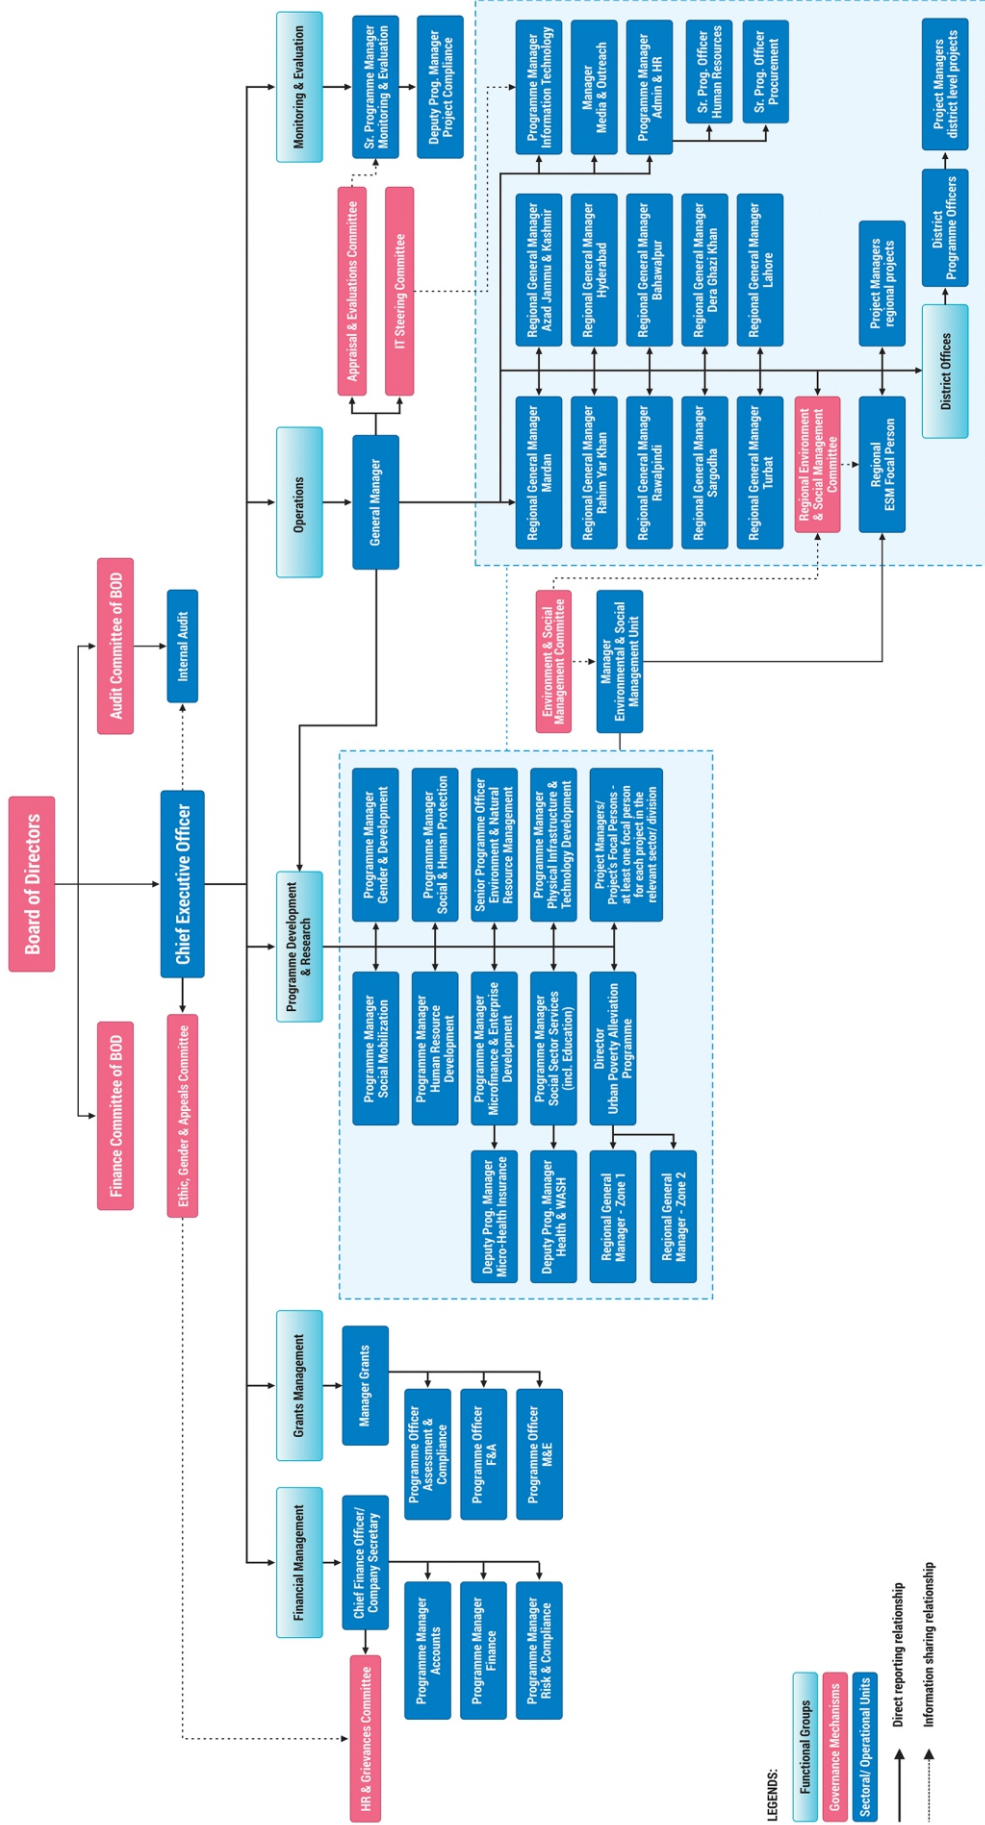 Board of Directors
Finance Committee of BOD
Audit Committee of BOD
Ethic, Gender & Appeals Committee
Chief Executive Officer
Internal Audit
Financial Management
Grants Management
Programme Development
& Research
Operations
Monitoring & Evaluation
HR & Grievances Committee
Chief Finance Officer/
Company Secretary
Programme Manager
Accounts
Programme Manager
Finance
Programme Manager
Risk & Compliance
Manager Grants
Programme Officer
Assessment &
Compliance
Programme Officer
F&A
Programme Officer
M&E
Programme Manager
Social Mobilization
Programme Manager
Gender & Development
Programme Manager
Human Resource
Development
Programme Manager
Social & Human Protection
Deputy Prog. Manager
Micro-Health Insurance
Programme Manager
Microfinance & Enterprise
Development
Senior Programme Officer
Environment & Natural
Resource Management
Deputy Prog. Manager
Health & WASH
Programme Manager
Social Sector Services
(incl. Education)
Programme Manager
Physical Infrastructure &
Technology Development
Regional General
Manager - Zone 1
Director
Urban Poverty Alleviation
Programme
Project Managers/
Project's Focal Persons -
at least one focal person
for each project in the
relevant sector/ division
Regional General
Manager - Zone 2
General Manager
Appraisal & Evaluations Committee
IT Steering Committee
Sr. Programme Manager
Monitoring & Evaluation
Deputy Prog. Manager
Project Compliance
Environment & Social
Management Committee
Manager
Environmental & Social
Management Unit
Regional General Manager
Mardan
Regional General Manager
Azad Jammu & Kashmir
Programme Manager
Information Technology
Regional General Manager
Rahim Yar Khan
Regional General Manager
Hyderabad
Manager
Media & Outreach
Regional General Manager
Rawalpindi
Regional General Manager
Bahawalpur
Programme Manager
Admin & HR
Regional General Manager
Sargodha
Regional General Manager
Dera Ghazi Khan
Sr. Prog. Officer
Human Resources
Regional General Manager
Turbat
Regional General Manager
Lahore
Sr. Prog. Officer
Procurement
Regional Environment
& Social Management
Committee
Regional
ESM Focal Person
Project Managers
regional projects
District Offices
District
Programme Officers
Project Managers
district level projects
LEGENDS:
Functional Groups
Governance Mechanisms
Sectoral/ Operational Units
Direct reporting relationship
Information sharing relationship